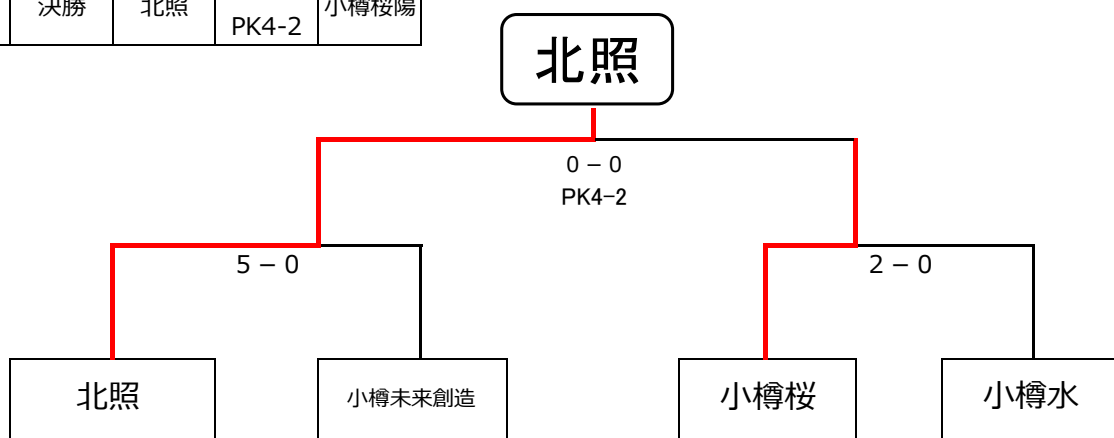 決勝 北照 PK4-2 小樽桜陽
北照
0 – 0
PK4-2
5 – 0
2 – 0
北照
小樽未来創造
小樽桜
小樽水